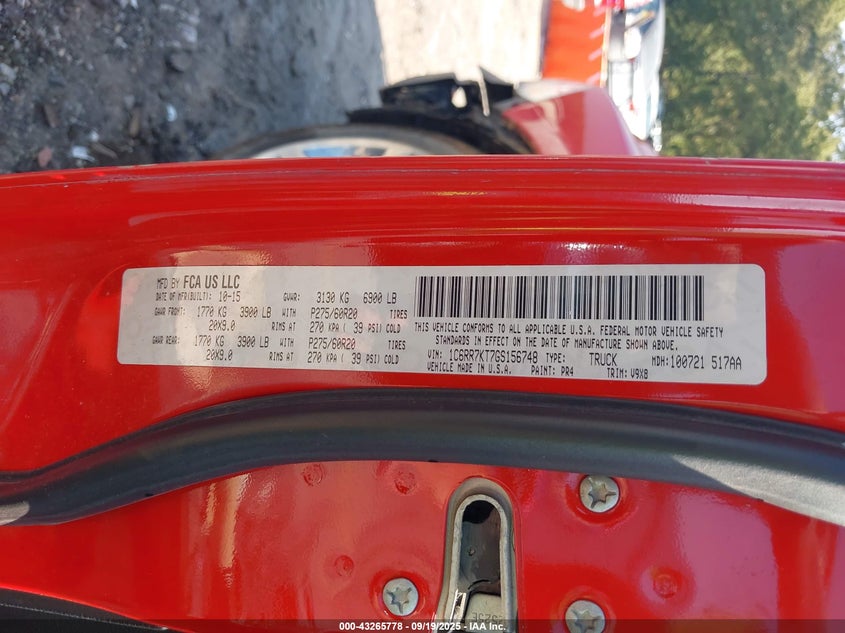 MFD BY FCA US LLC
DATE OF MFR(BUILT): 10-15 GVWR: 3130 KG 6900 LB
GAWR FRONT: 1770 KG 3900 LB WITH P275/60R20 TIRES
20X9.0 RIMS AT 270 KPA ( 39 PSI) COLD
GAWR REAR: 1770 KG 3900 LB WITH P275/60R20 TIRES
20X9.0 RIMS AT 270 KPA ( 39 PSI) COLD
THIS VEHICLE CONFORMS TO ALL APPLICABLE U.S.A. FEDERAL MOTOR VEHICLE SAFETY
STANDARDS IN EFFECT ON THE DATE OF MANUFACTURE SHOWN ABOVE.
VIN: 1C6RR7KT7GS156748 TYPE: TRUCK MDH: 100721 517AA
VEHICLE MADE IN U.S.A. PAINT: PR4 TRIM: V9X8
000-43265778 - 09/19/2025 - IAA Inc.